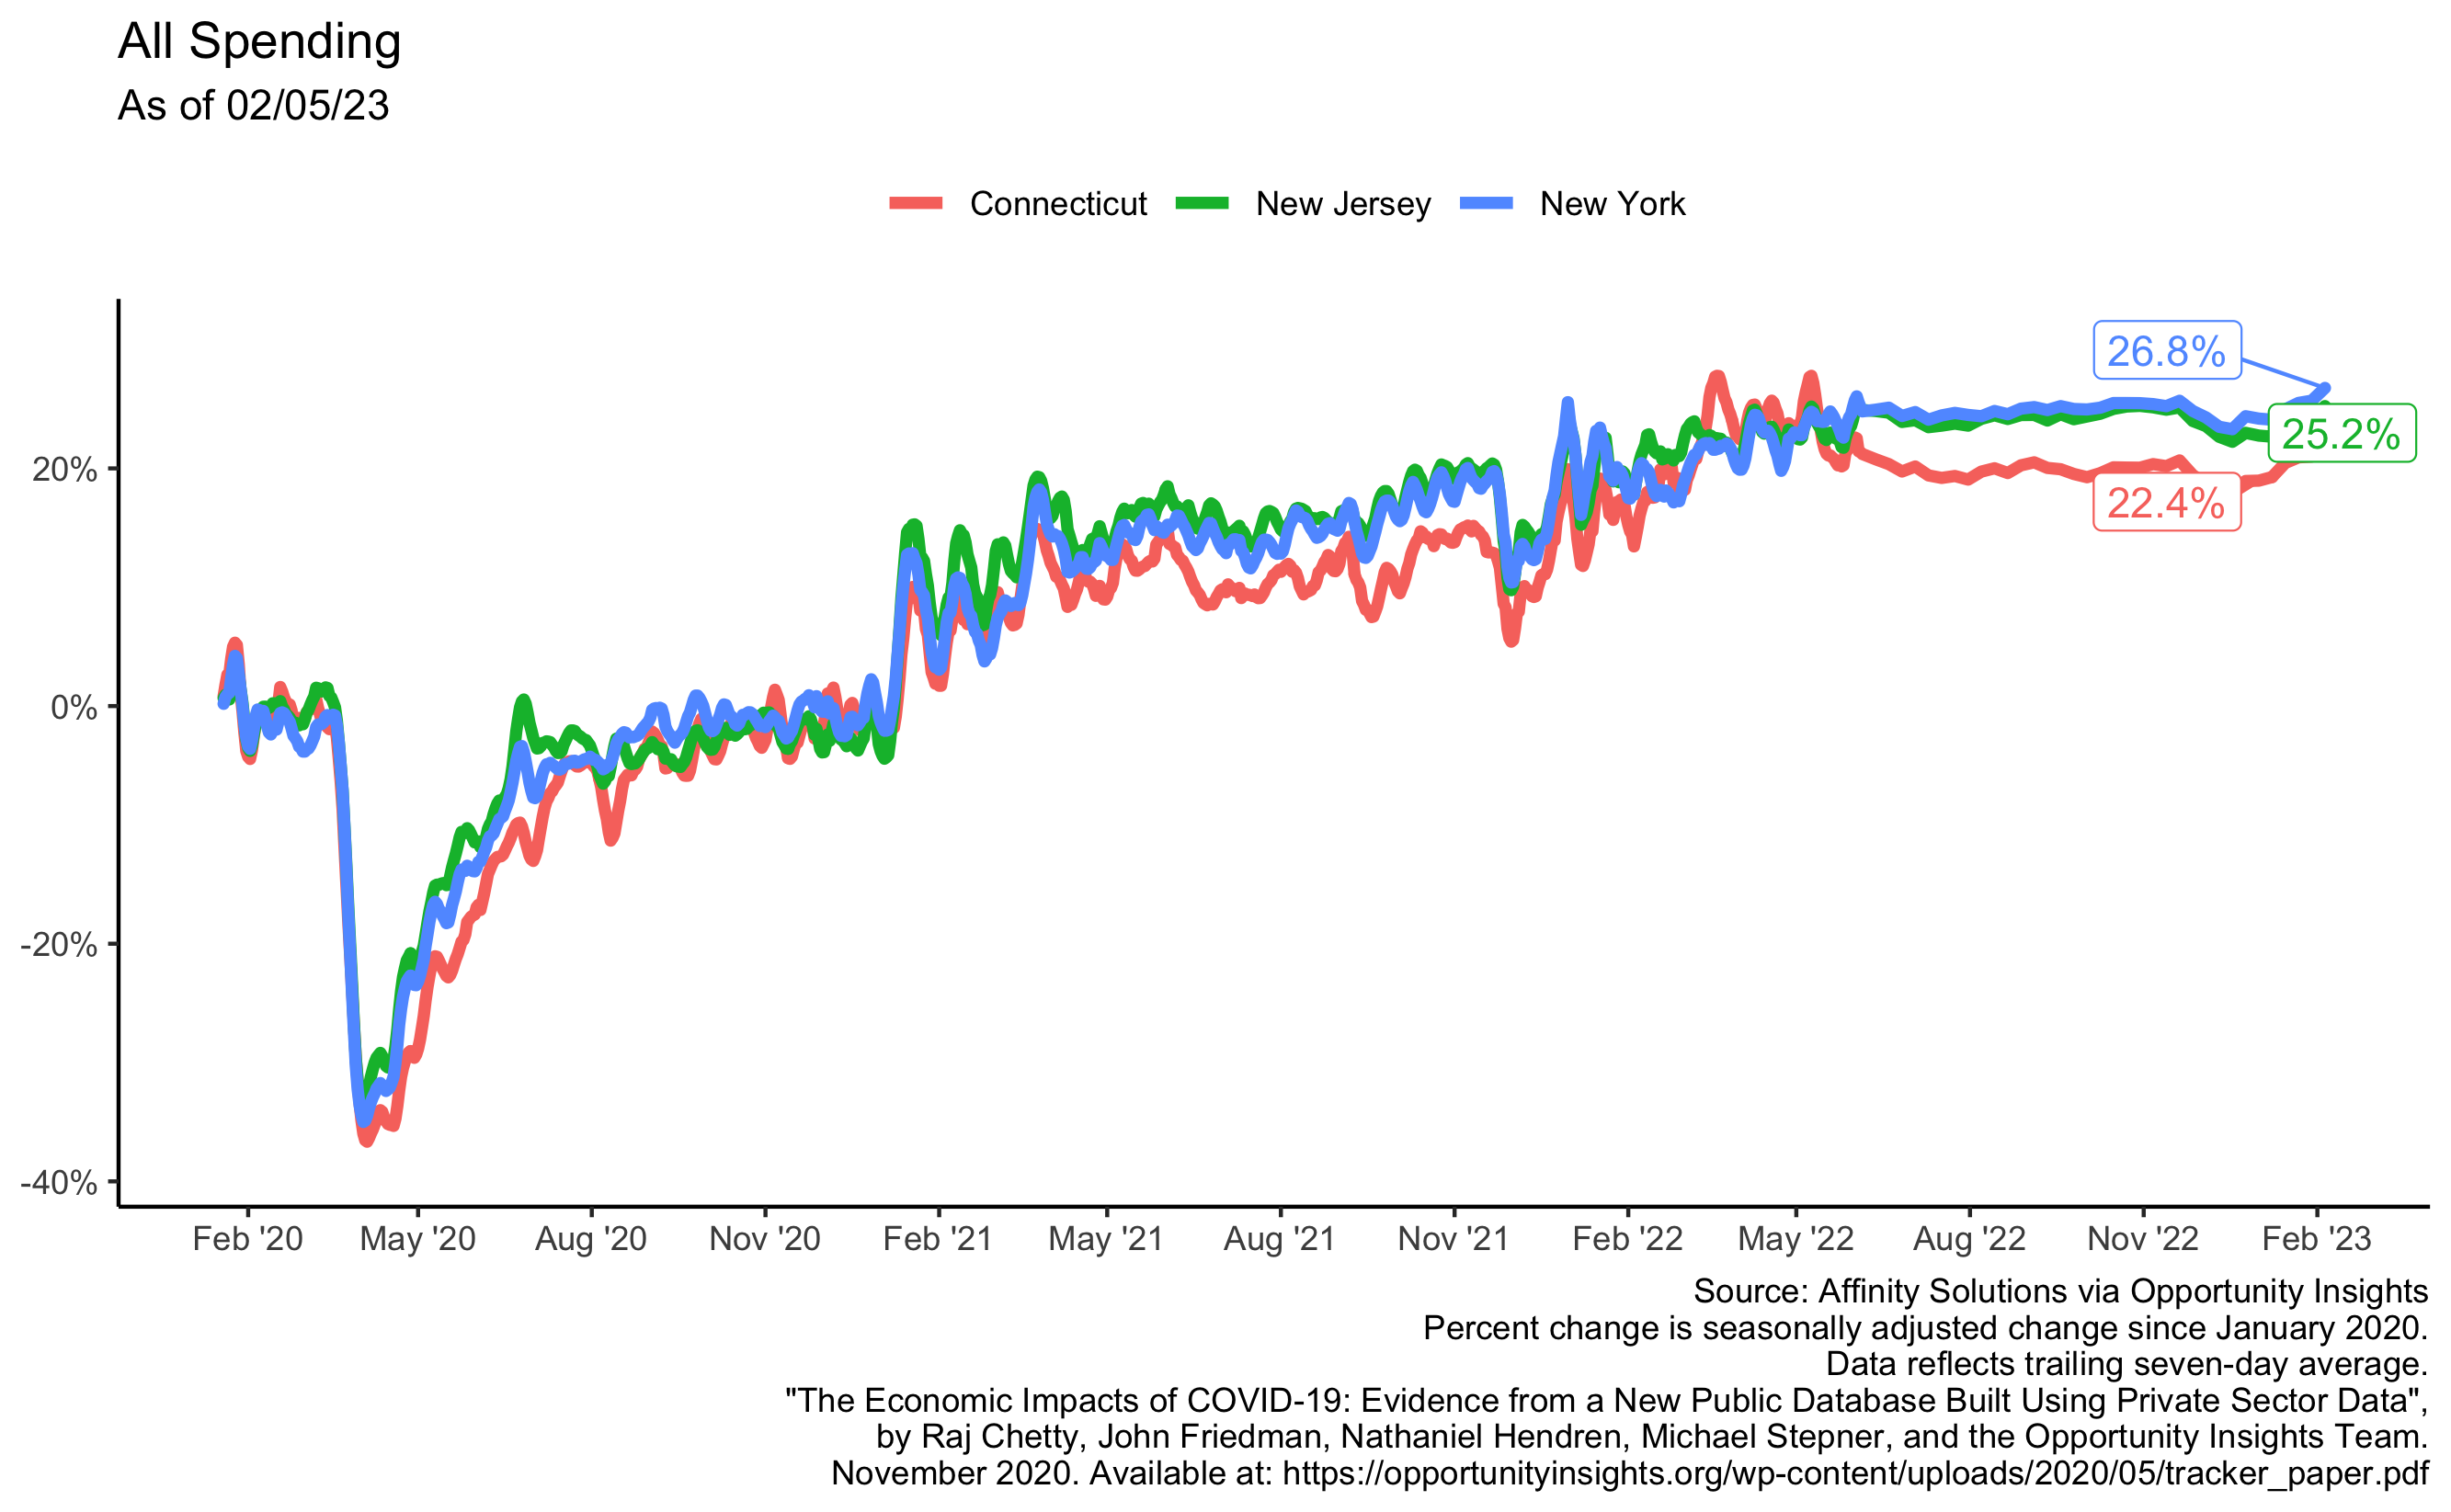 All Spending
As of 02/05/23
Connecticut New Jersey New York
26.8%
25.2%
22.4%
20%
0%
-20%
-40%
Feb '20 May '20 Aug '20 Nov '20 Feb '21 May '21 Aug '21 Nov '21 Feb '22 May '22 Aug '22 Nov '22 Feb '23
Source: Affinity Solutions via Opportunity Insights
Percent change is seasonally adjusted change since January 2020.
Data reflects trailing seven-day average.
"The Economic Impacts of COVID-19: Evidence from a New Public Database Built Using Private Sector Data",
by Raj Chetty, John Friedman, Nathaniel Hendren, Michael Stepner, and the Opportunity Insights Team.
November 2020. Available at: https://opportunityinsights.org/wp-content/uploads/2020/05/tracker_paper.pdf